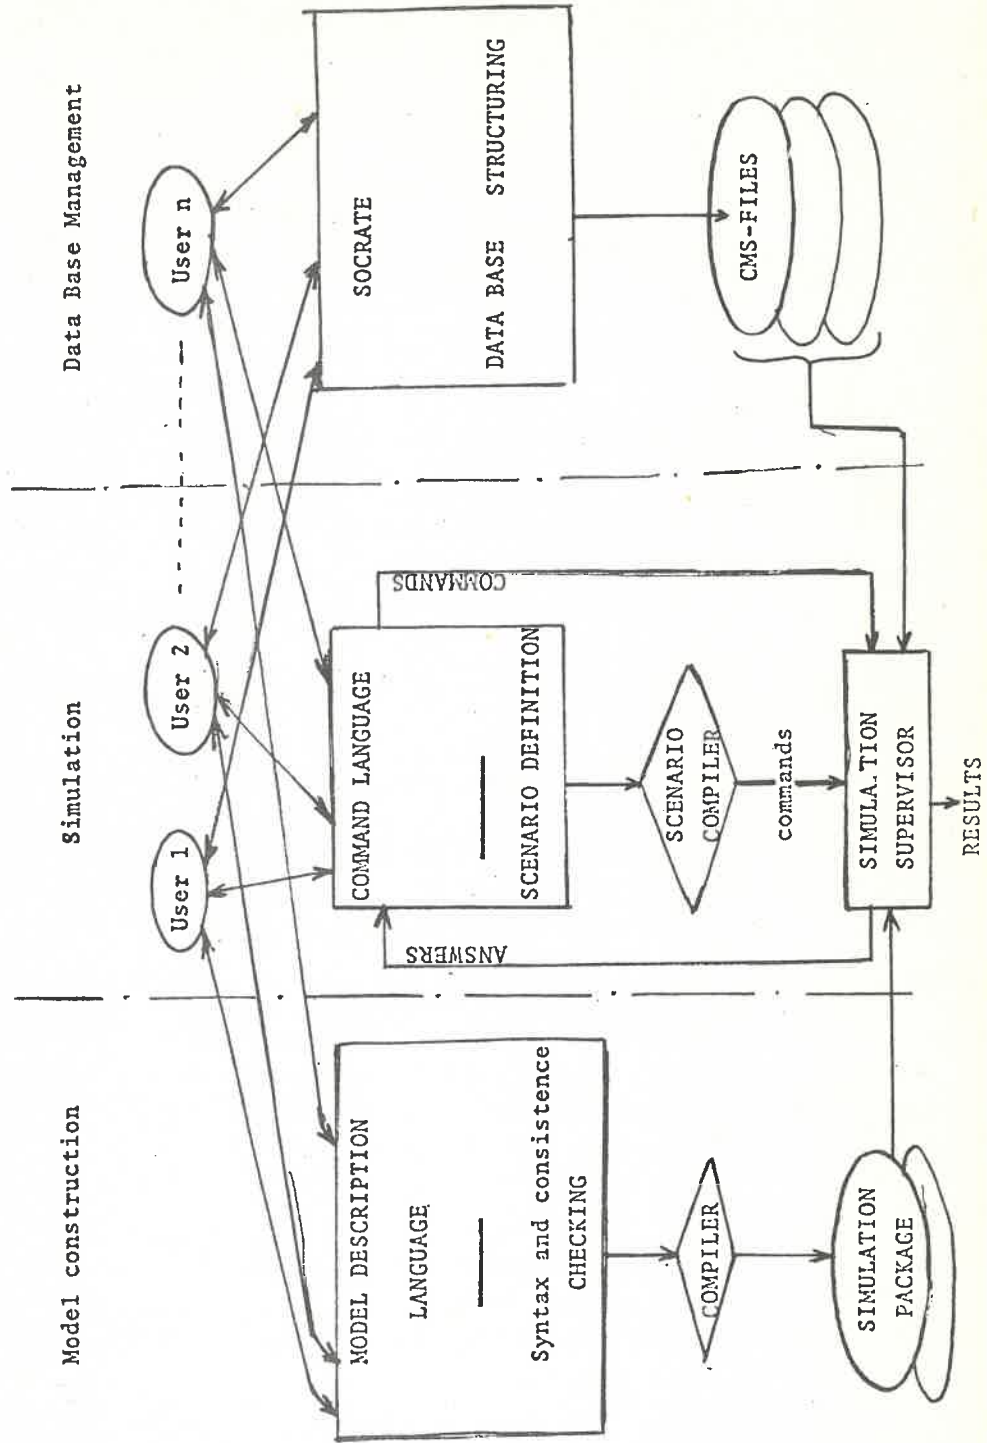 Model construction
Simulation
Data Base Management
User 1
User 2
User n
MODEL DESCRIPTION
LANGUAGE
Syntax and consistence
CHECKING
COMPILER
SIMULATION
PACKAGE
COMMAND LANGUAGE
SCENARIO DEFINITION
ANSWERS
COMMANDS
SCENARIO
COMPILER
commands
SIMULA.TION
SUPERVISOR
RESULTS
SOCRATE
DATA BASE STRUCTURING
CMS-FILES